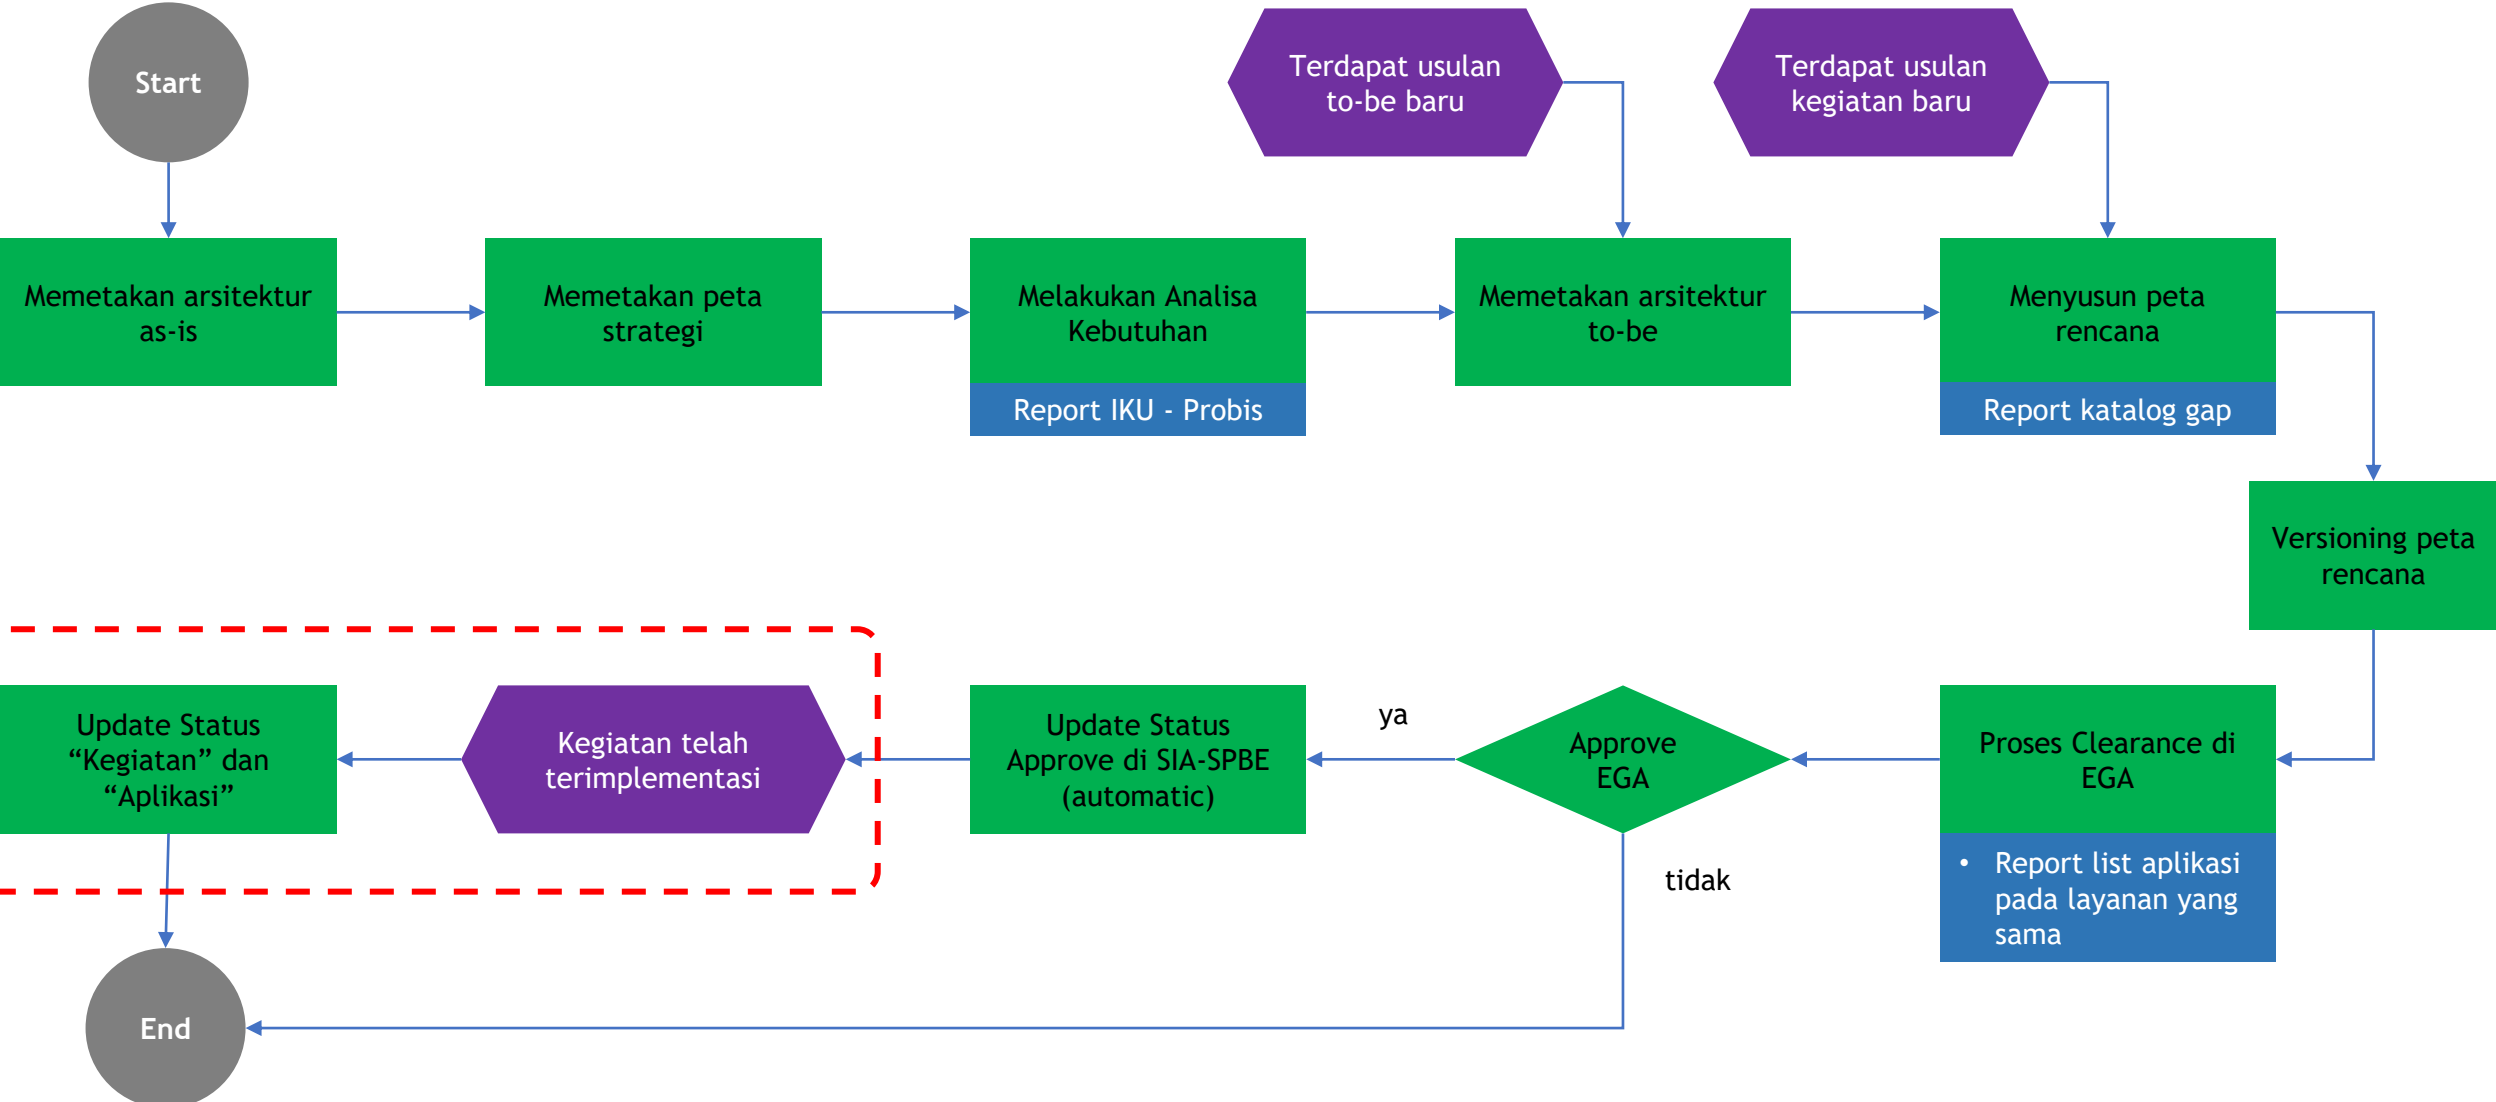 Start
Terdapat usulan
to-be baru
Terdapat usulan
kegiatan baru
Memetakan arsitektur
as-is
Memetakan peta
strategi
Melakukan Analisa
Kebutuhan
Report IKU - Probis
Memetakan arsitektur
to-be
Menyusun peta
rencana
Report katalog gap
Versioning peta
rencana
Proses Clearance di
EGA
• Report list aplikasi
pada layanan yang
sama
Approve
EGA
ya
tidak
Update Status
Approve di SIA-SPBE
(automatic)
Kegiatan telah
terimplementasi
Update Status
“Kegiatan” dan
“Aplikasi”
End